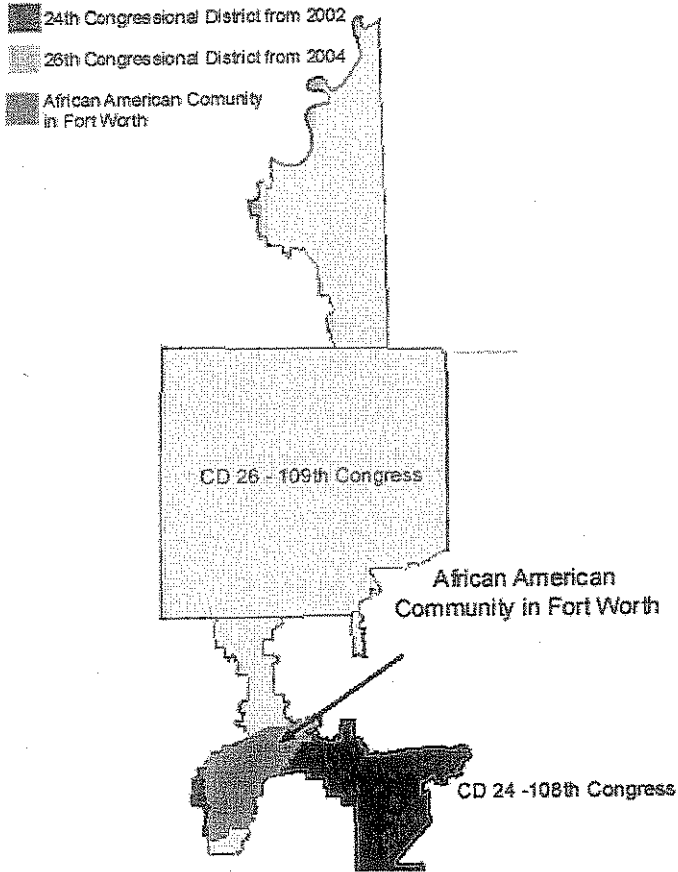 24th Congressional District from 2002
26th Congressional District from 2004
African American Comunity
in Fort Worth
CD 26 - 109th Congress
African American
Community in Fort Worth
CD 24 -108th Congress